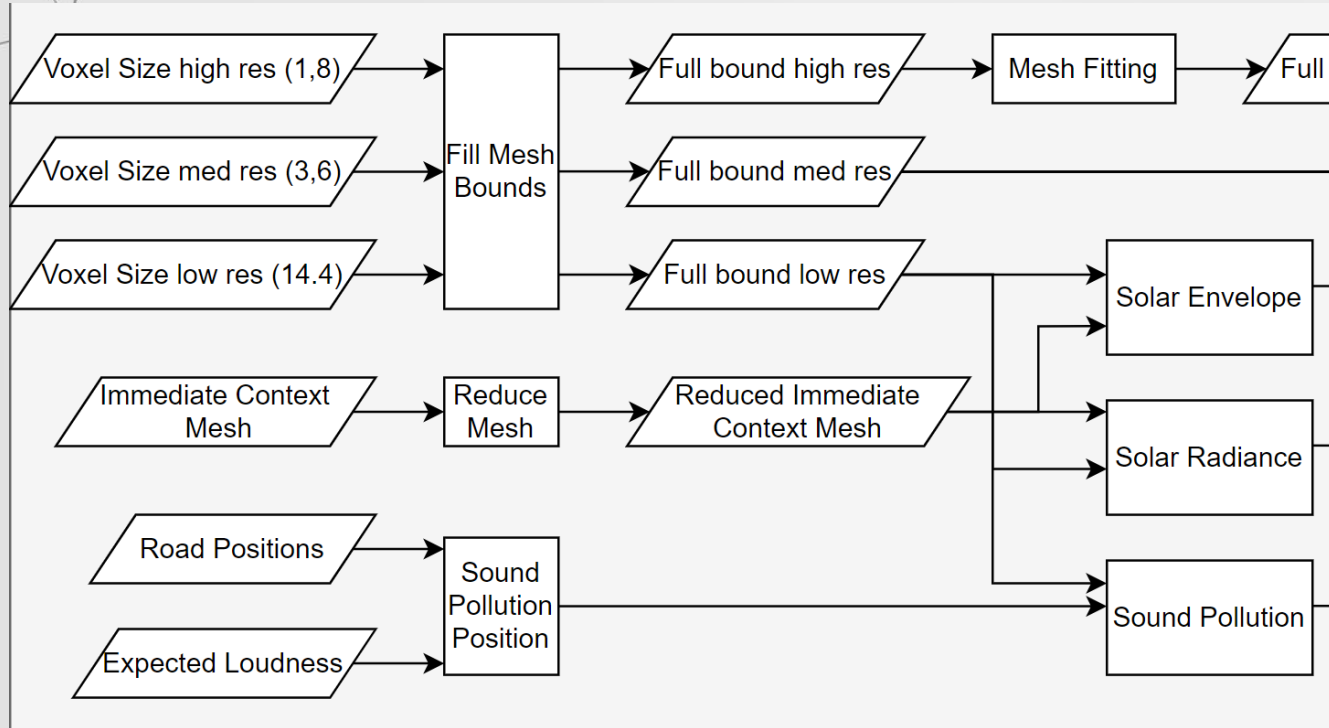 Voxel Size high res (1,8)
Full bound high res
Mesh Fitting
Full
Voxel Size med res (3,6)
Fill Mesh
Bounds
Full bound med res
Voxel Size low res (14.4)
Full bound low res
Solar Envelope
Immediate Context
Mesh
Reduce
Mesh
Reduced Immediate
Context Mesh
Solar Radiance
Road Positions
Sound
Pollution
Position
Sound Pollution
Expected Loudness